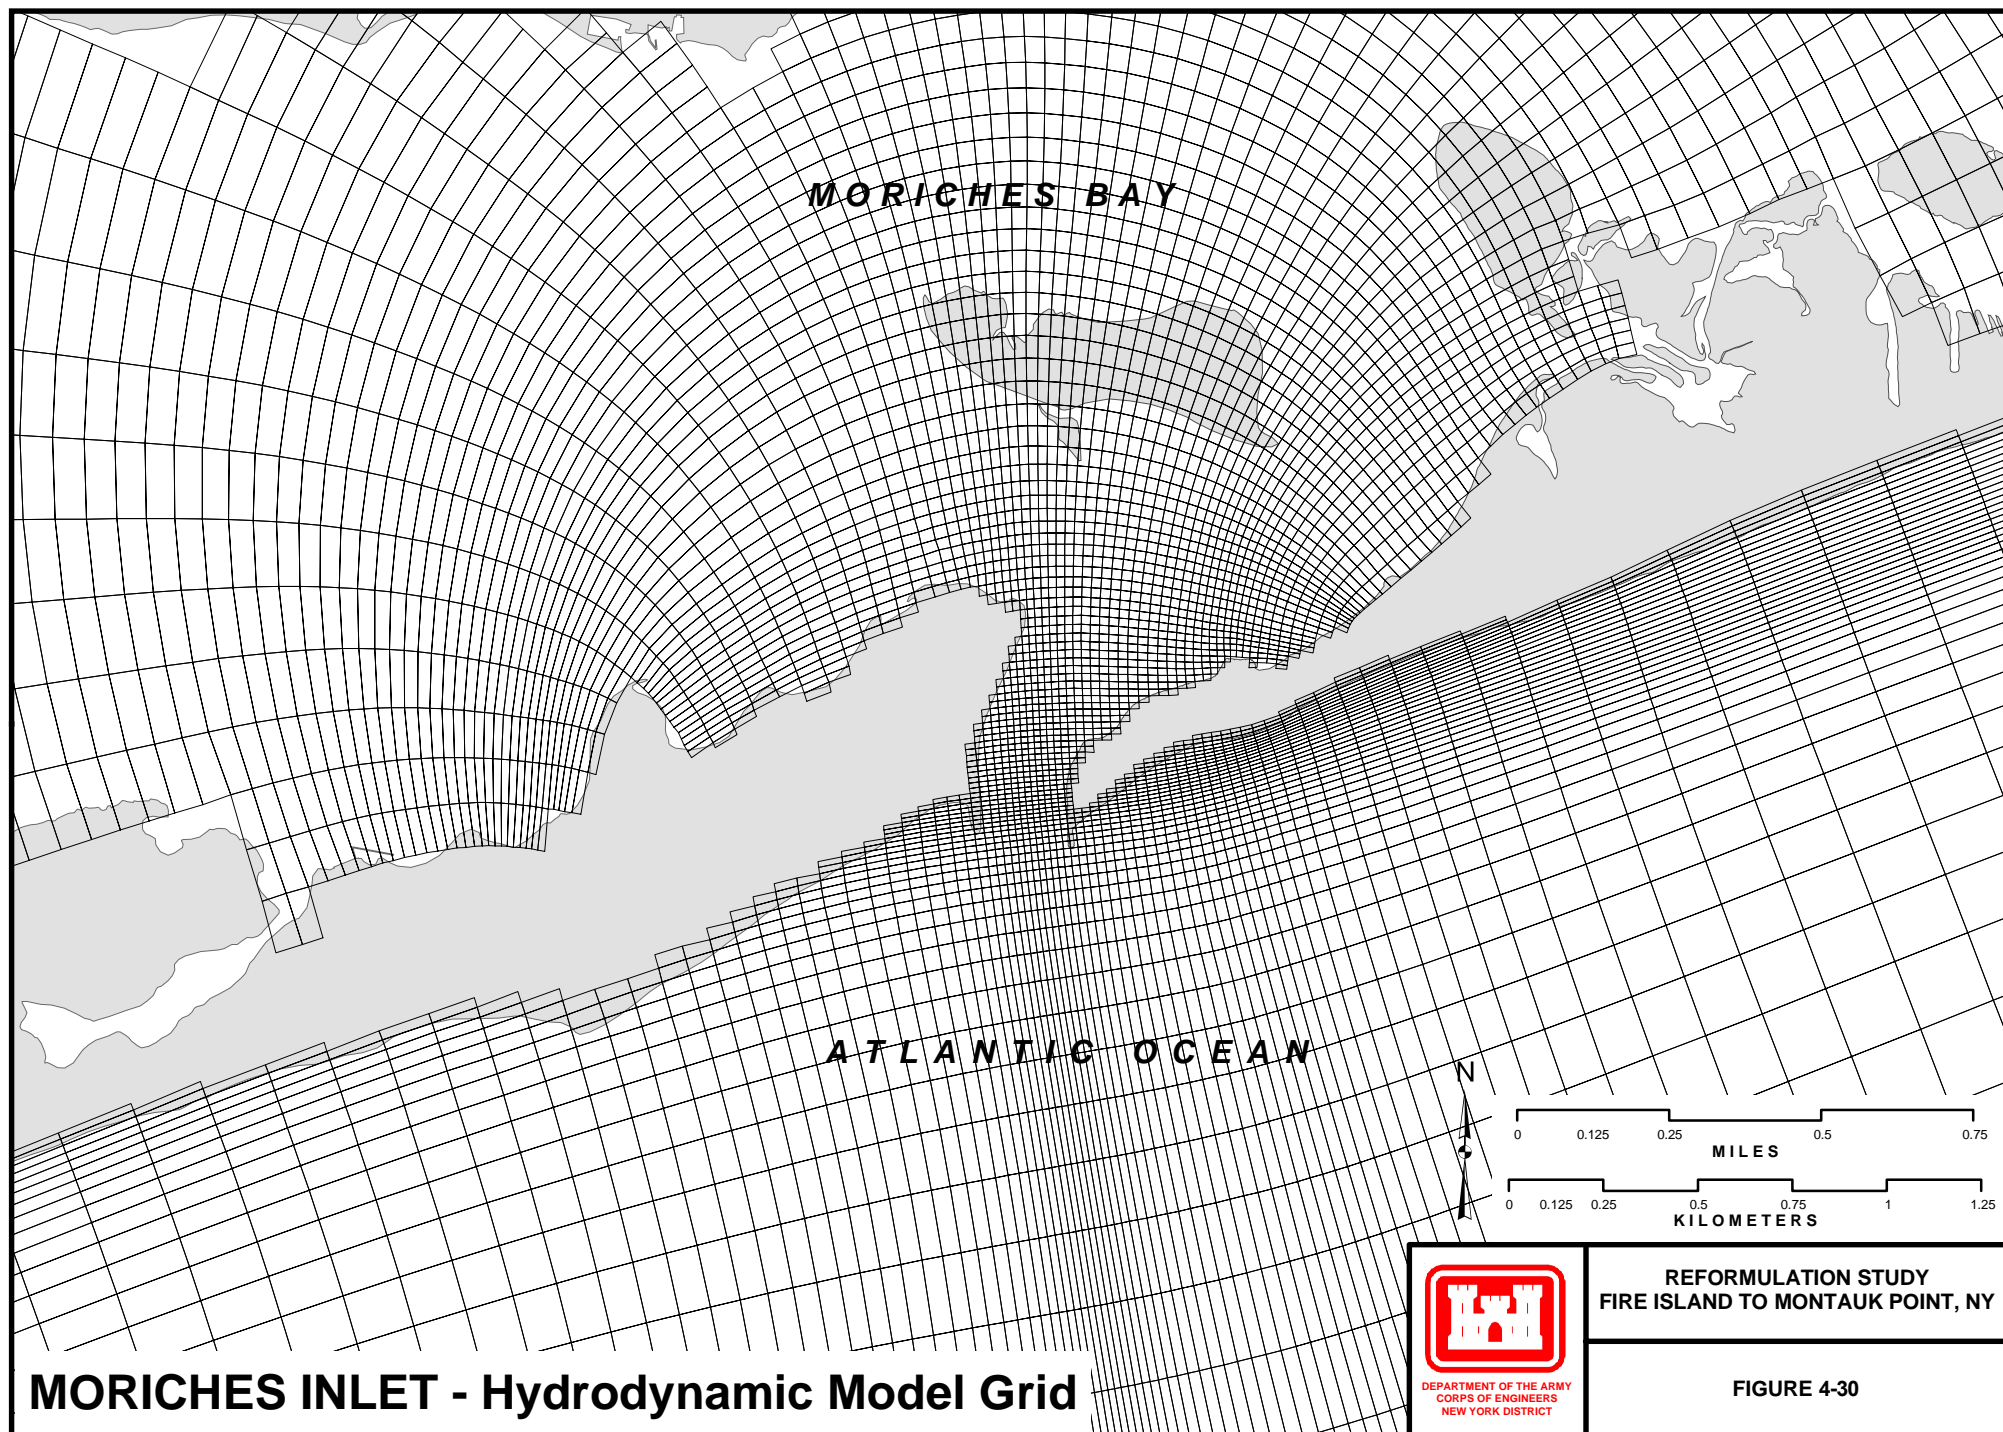 MORICHES BAY
ATLANTIC OCEAN
N
0 0.125 0.25 0.5 0.75
MILES
0 0.125 0.25 0.5 0.75 1 1.25
KILOMETERS
REFORMULATION STUDY
FIRE ISLAND TO MONTAUK POINT, NY
DEPARTMENT OF THE ARMY
CORPS OF ENGINEERS
NEW YORK DISTRICT
FIGURE 4-30
MORICHES INLET - Hydrodynamic Model Grid